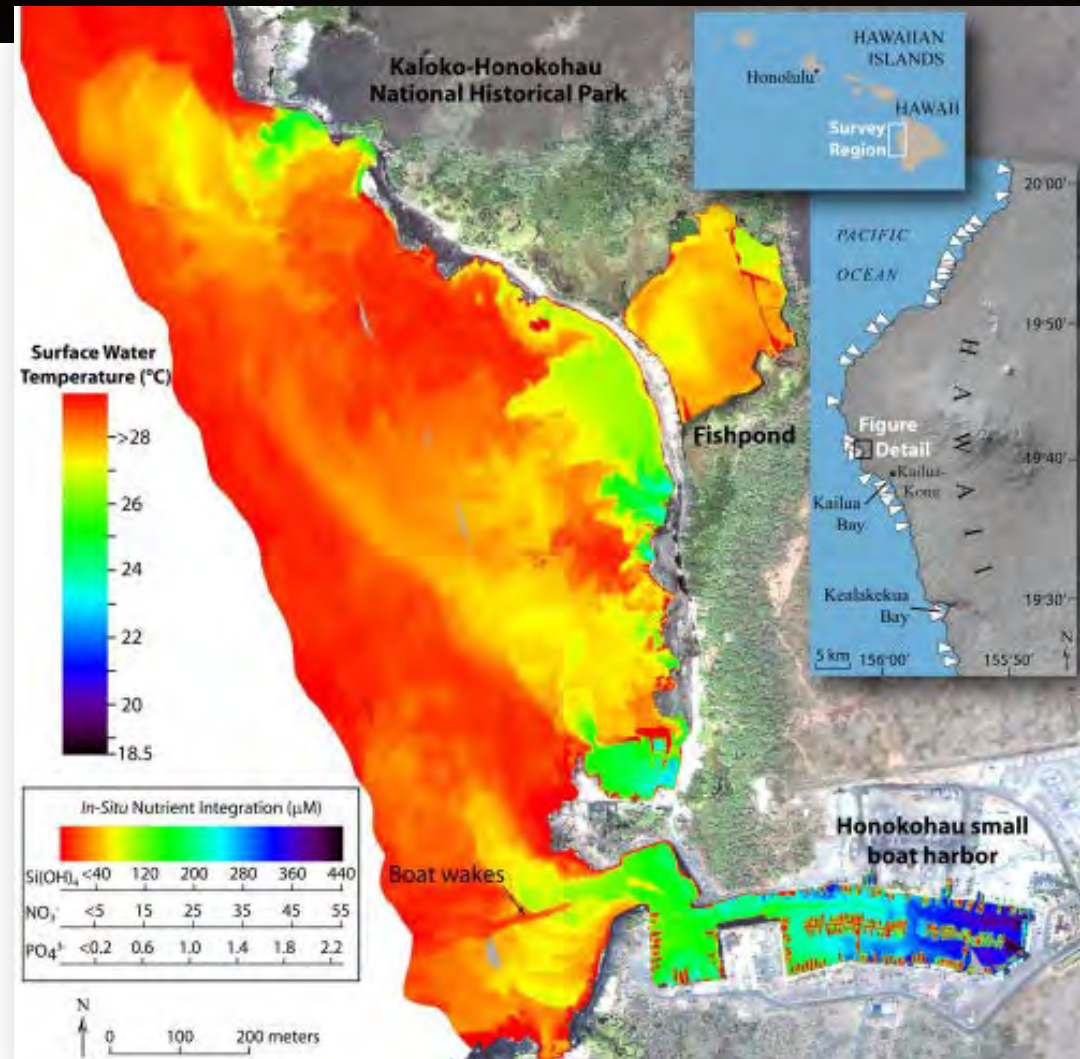 Kaloko-Honokohau
National Historical Park
HAWAIIAN
ISLANDS
Honolulu
HAWAII
Survey
Region
20°00'
PACIFIC
OCEAN
19°50'
HAWAII
Figure
Detail
19°40'
Kailua-
Kona
Kailua
Bay
19°30'
Kealakekua
Bay
N
5 km
156°00'
155°50'
Surface Water
Temperature (°C)
>28
26
24
22
20
18.5
Fishpond
In-Situ Nutrient Integration (µM)
Si(OH)₄ <40 120 200 280 360 440
NO₃⁻ <5 15 25 35 45 55
PO₄³⁻ <0.2 0.6 1.0 1.4 1.8 2.2
Boat wakes
Honokohau small
boat harbor
N
0 100 200 meters